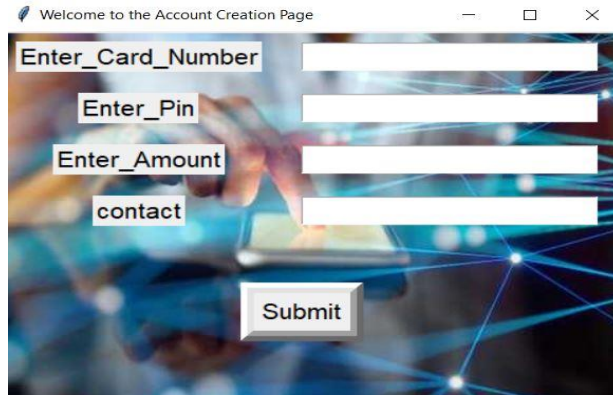 Welcome to the Account Creation Page
Enter_Card_Number
Enter_Pin
Enter_Amount
contact
Submit